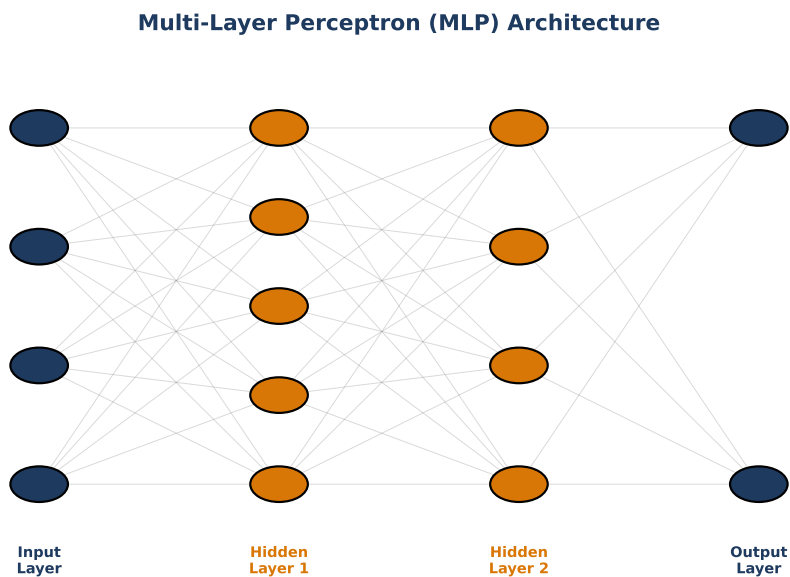 Multi-Layer Perceptron (MLP) Architecture
Input
Layer
Hidden
Layer 1
Hidden
Layer 2
Output
Layer